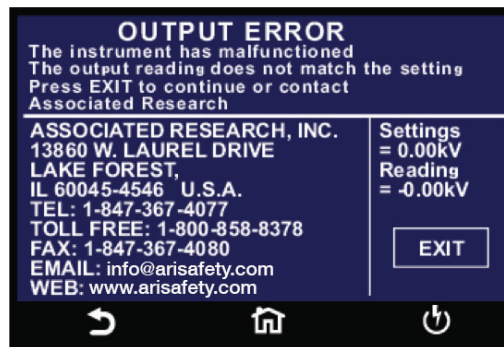 OUTPUT ERROR
The instrument has malfunctioned
The output reading does not match the setting
Press EXIT to continue or contact
Associated Research
ASSOCIATED RESEARCH, INC.
13860 W. LAUREL DRIVE
LAKE FOREST,
IL 60045-4546 U.S.A.
TEL: 1-847-367-4077
TOLL FREE: 1-800-858-8378
FAX: 1-847-367-4080
EMAIL: info@arisafety.com
WEB: www.arisafety.com
Settings
= 0.00kV
Reading
= -0.00kV
EXIT